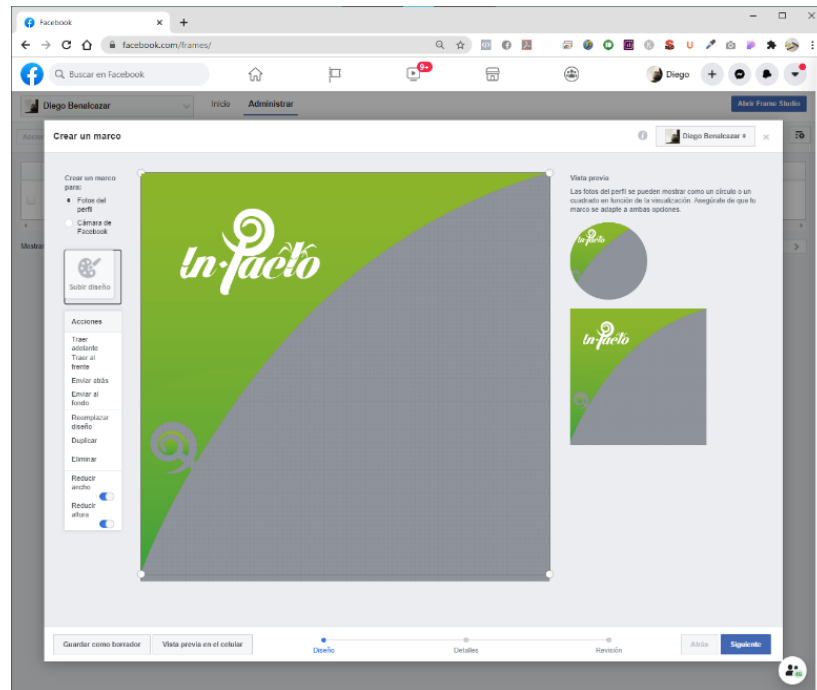 Facebook
facebook.com/frames/
Buscar en Facebook
9+
Diego
Diego Benalcazar
Inicio
Administrar
Abrir Frame Studio
Crear un marco
Diego Benalcazar
Crear un marco
para:
Fotos del
perfil
Cámara de
Facebook
Subir diseño
Acciones
Traer
adelante
Traer al
frente
Enviar atrás
Enviar al
fondo
Reemplazar
diseño
Duplicar
Eliminar
Reducir
ancho
Reducir
altura
In-pacto
Vista previa
Las fotos del perfil se pueden mostrar como un círculo o un
cuadrado en función de la visualización. Asegúrate de que tu
marco se adapte a ambas opciones.
In-pacto
In-pacto
Guardar como borrador
Vista previa en el celular
Diseño
Detalles
Revisión
Atrás
Siguiente